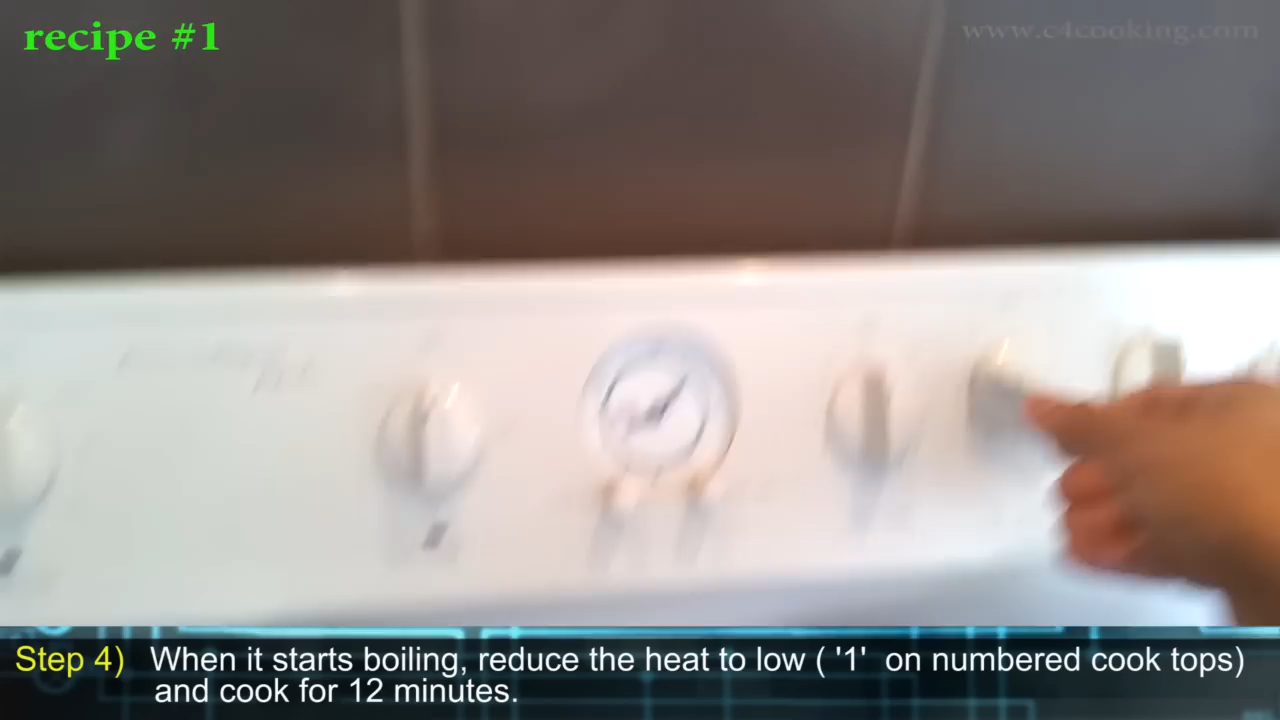 recipe #1
www.c4cooking.com
Step 4) When it starts boiling, reduce the heat to low ( '1' on numbered cook tops)
and cook for 12 minutes.